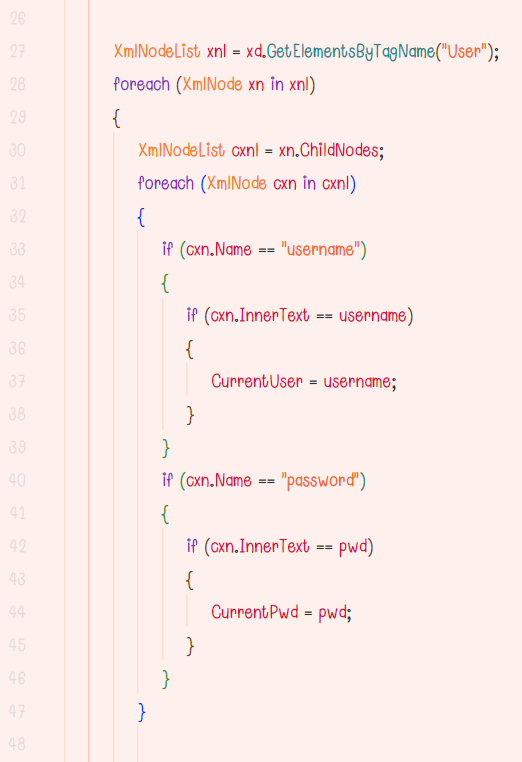 26
27 XmlNodeList xnl = xd.GetElementsByTagName("User");
28 foreach (XmlNode xn in xnl)
29 {
30 XmlNodeList cxnl = xn.ChildNodes;
31 foreach (XmlNode cxn in cxnl)
32 {
33 if (cxn.Name == "username")
34 {
35 if (cxn.InnerText == username)
36 {
37 CurrentUser = username;
38 }
39 }
40 if (cxn.Name == "password")
41 {
42 if (cxn.InnerText == pwd)
43 {
44 CurrentPwd = pwd;
45 }
46 }
47 }
48